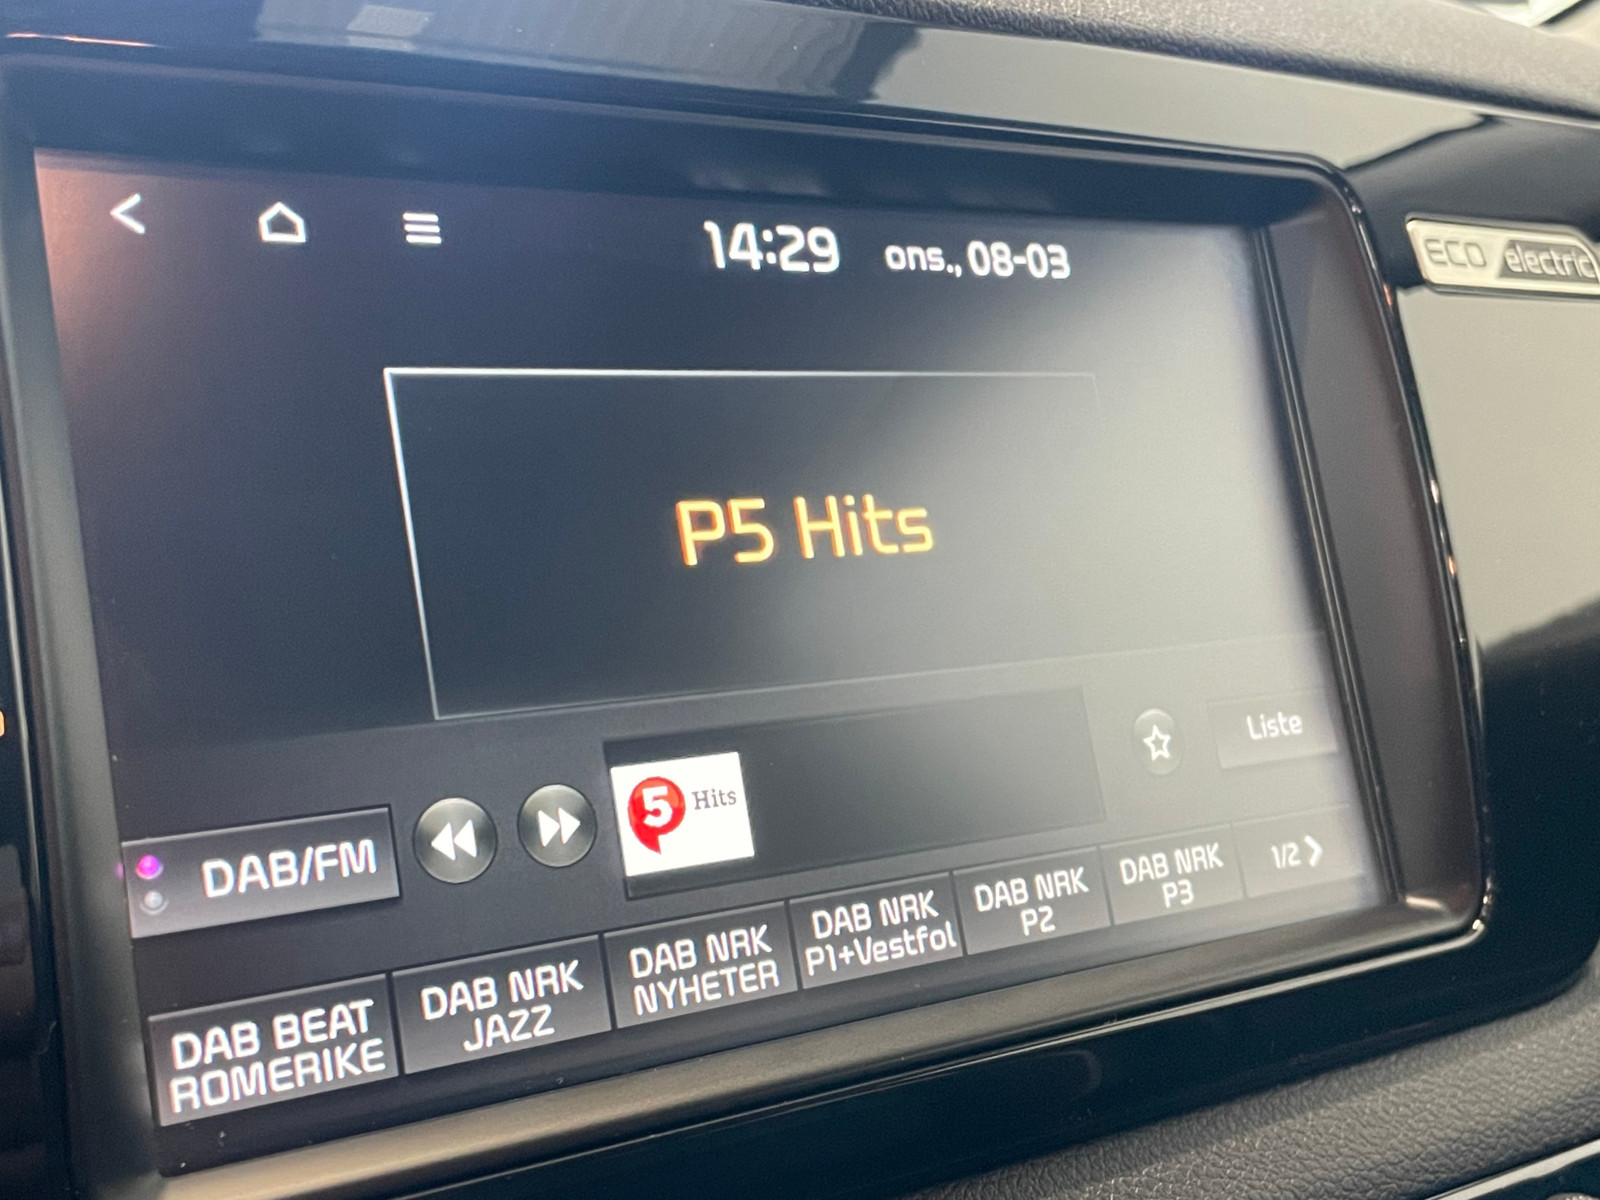 14:29 ons., 08-03
ECO electric
P5 Hits
Liste
DAB/FM
5 Hits
DAB BEAT
ROMERIKE
DAB NRK
JAZZ
DAB NRK
NYHETER
DAB NRK
P1+Vestfol
DAB NRK
P2
DAB NRK
P3
1/2